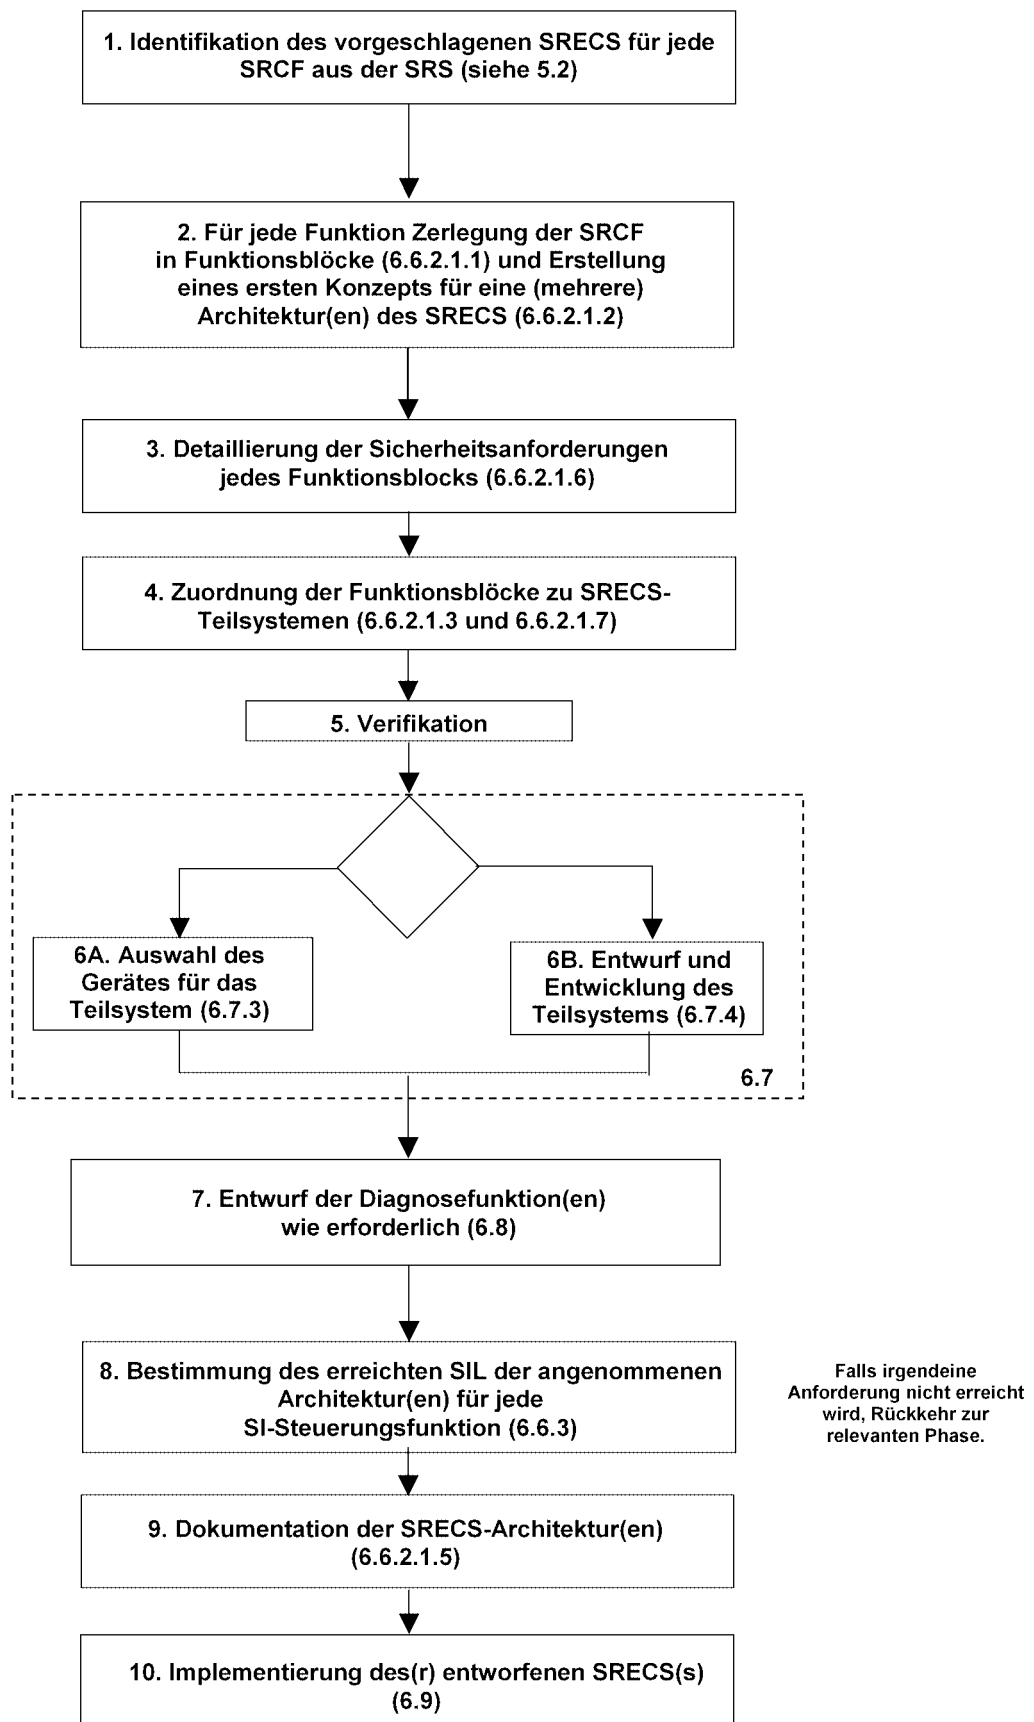 1. Identifikation des vorgeschlagenen SRECS für jede
SRCF aus der SRS (siehe 5.2)
2. Für jede Funktion Zerlegung der SRCF
in Funktionsblöcke (6.6.2.1.1) und Erstellung
eines ersten Konzepts für eine (mehrere)
Architektur(en) des SRECS (6.6.2.1.2)
3. Detaillierung der Sicherheitsanforderungen
jedes Funktionsblocks (6.6.2.1.6)
4. Zuordnung der Funktionsblöcke zu SRECS-
Teilsystemen (6.6.2.1.3 und 6.6.2.1.7)
5. Verifikation
6A. Auswahl des
Gerätes für das
Teilsystem (6.7.3)
6B. Entwurf und
Entwicklung des
Teilsystems (6.7.4)
6.7
7. Entwurf der Diagnosefunktion(en)
wie erforderlich (6.8)
8. Bestimmung des erreichten SIL der angenommenen
Architektur(en) für jede
SI-Steuerungsfunktion (6.6.3)
Falls irgendeine
Anforderung nicht erreicht
wird, Rückkehr zur
relevanten Phase.
9. Dokumentation der SRECS-Architektur(en)
(6.6.2.1.5)
10. Implementierung des(r) entworfenen SRECS(s)
(6.9)